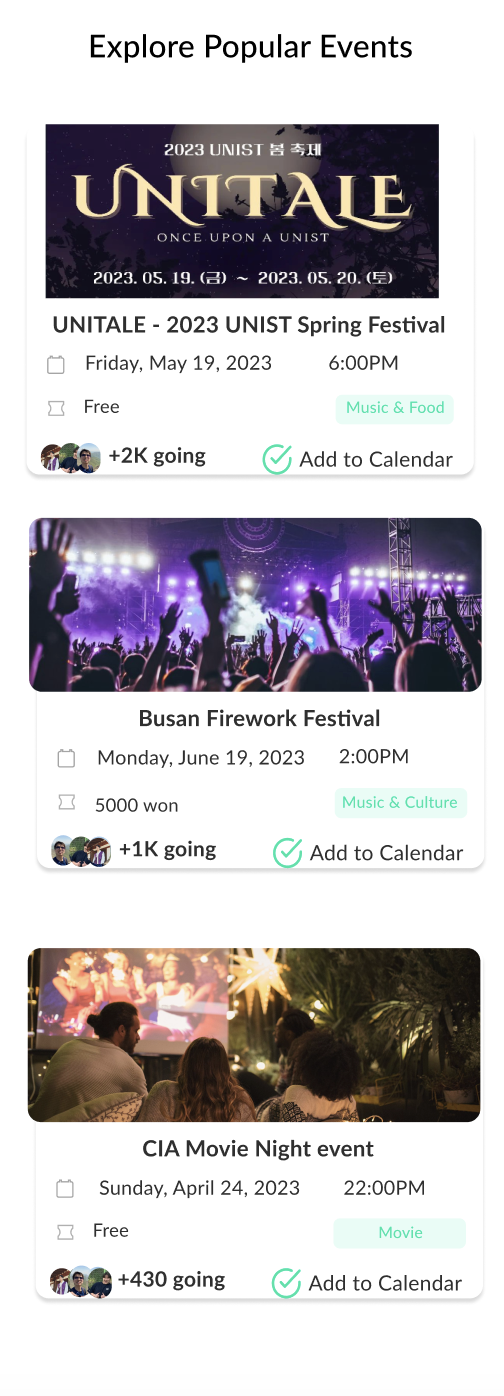 Explore Popular Events
2023 UNIST 봄 축제
UNITALE
ONCE UPON A UNIST
2023. 05. 19. (금) ~ 2023. 05. 20. (토)
UNITALE - 2023 UNIST Spring Festival
Friday, May 19, 2023 6:00PM
Free Music & Food
+2K going Add to Calendar
Busan Firework Festival
Monday, June 19, 2023 2:00PM
5000 won Music & Culture
+1K going Add to Calendar
CIA Movie Night event
Sunday, April 24, 2023 22:00PM
Free Movie
+430 going Add to Calendar